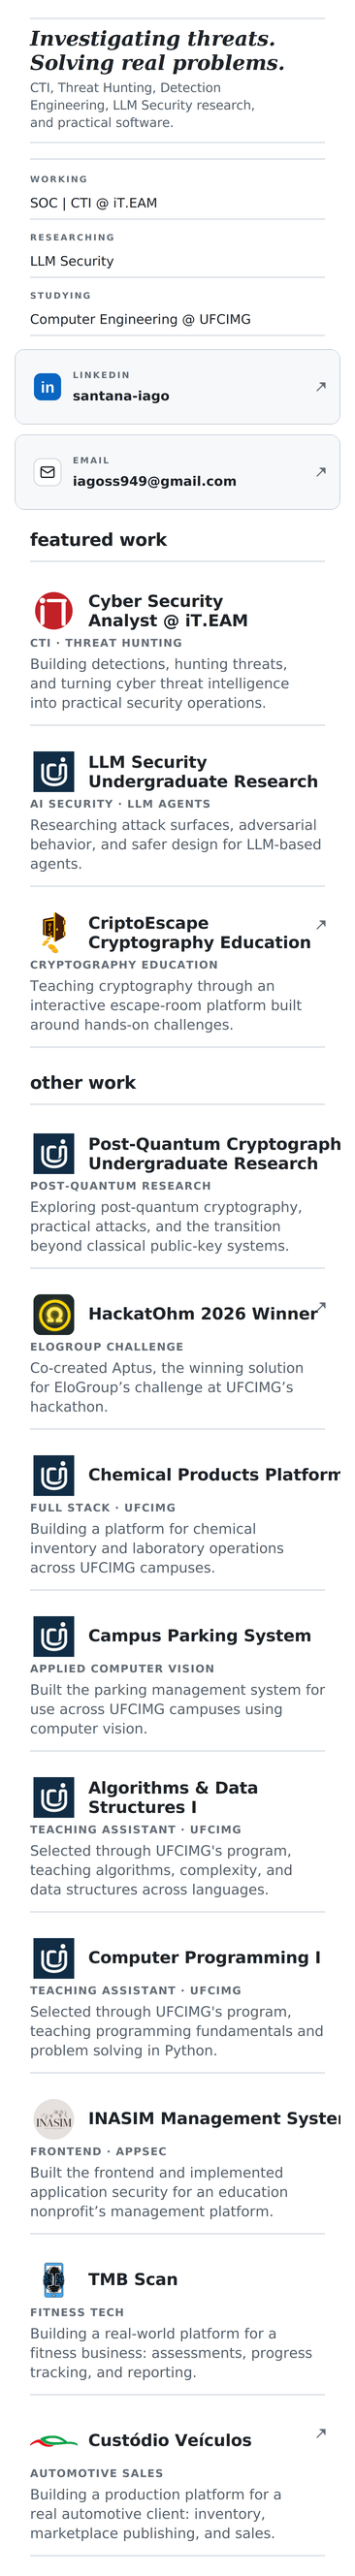 Investigating threats.
Solving real problems.
CTI, Threat Hunting, Detection
Engineering, LLM Security research,
and practical software.
WORKING
SOC | CTI @ iT.EAM
RESEARCHING
LLM Security
STUDYING
Computer Engineering @ UFCIMG
in
LINKEDIN
santana-iago
↗
EMAIL
iagoss949@gmail.com
↗
featured work
iT
Cyber Security
Analyst @ iT.EAM
CTI · THREAT HUNTING
Building detections, hunting threats,
and turning cyber threat intelligence
into practical security operations.
LLM Security
Undergraduate Research
AI SECURITY · LLM AGENTS
Researching attack surfaces, adversarial
behavior, and safer design for LLM-based
agents.
CriptoEscape
Cryptography Education
↗
CRYPTOGRAPHY EDUCATION
Teaching cryptography through an
interactive escape-room platform built
around hands-on challenges.
other work
Post-Quantum Cryptograph
Undergraduate Research
POST-QUANTUM RESEARCH
Exploring post-quantum cryptography,
practical attacks, and the transition
beyond classical public-key systems.
Ω
HackatOhm 2026 Winner
↗
ELOGROUP CHALLENGE
Co-created Aptus, the winning solution
for EloGroup’s challenge at UFCIMG’s
hackathon.
Chemical Products Platform
FULL STACK · UFCIMG
Building a platform for chemical
inventory and laboratory operations
across UFCIMG campuses.
Campus Parking System
APPLIED COMPUTER VISION
Built the parking management system for
use across UFCIMG campuses using
computer vision.
Algorithms & Data
Structures I
TEACHING ASSISTANT · UFCIMG
Selected through UFCIMG's program,
teaching algorithms, complexity, and
data structures across languages.
Computer Programming I
TEACHING ASSISTANT · UFCIMG
Selected through UFCIMG's program,
teaching programming fundamentals and
problem solving in Python.
INASIM
INASIM Management System
FRONTEND · APPSEC
Built the frontend and implemented
application security for an education
nonprofit’s management platform.
TMB Scan
FITNESS TECH
Building a real-world platform for a
fitness business: assessments, progress
tracking, and reporting.
Custódio Veículos
↗
AUTOMOTIVE SALES
Building a production platform for a
real automotive client: inventory,
marketplace publishing, and sales.